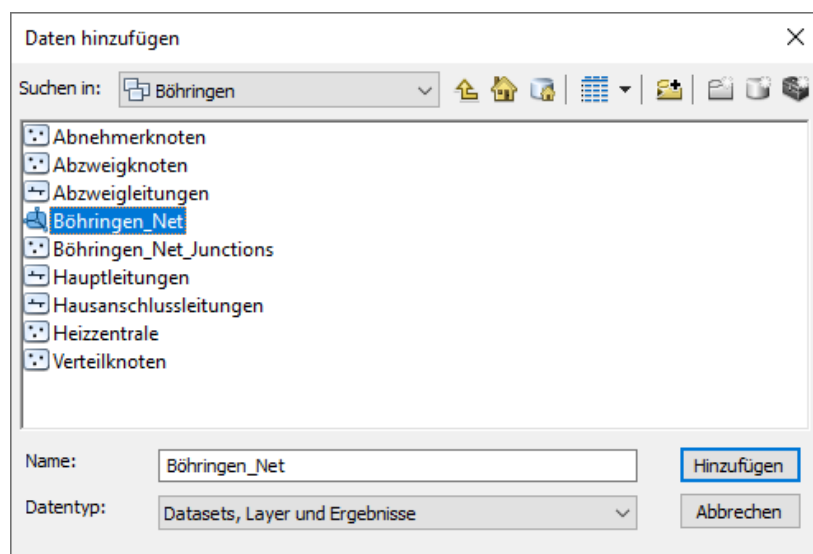 Daten hinzufügen
Suchen in: Böhringen
Abnehmerknoten
Abzweigknoten
Abzweigleitungen
Böhringen_Net
Böhringen_Net_Junctions
Hauptleitungen
Hausanschlussleitungen
Heizzentrale
Verteilknoten
Name: Böhringen_Net Hinzufügen
Datentyp: Datasets, Layer und Ergebnisse Abbrechen